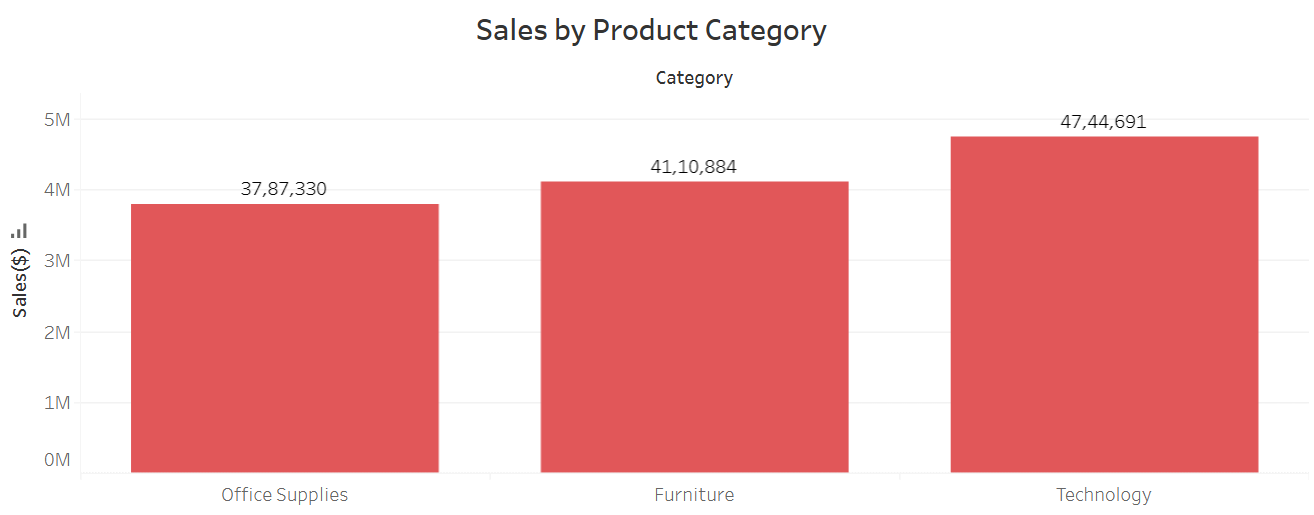 Sales by Product Category
Category
Sales($)
5M
4M
3M
2M
1M
0M
37,87,330
41,10,884
47,44,691
Office Supplies
Furniture
Technology